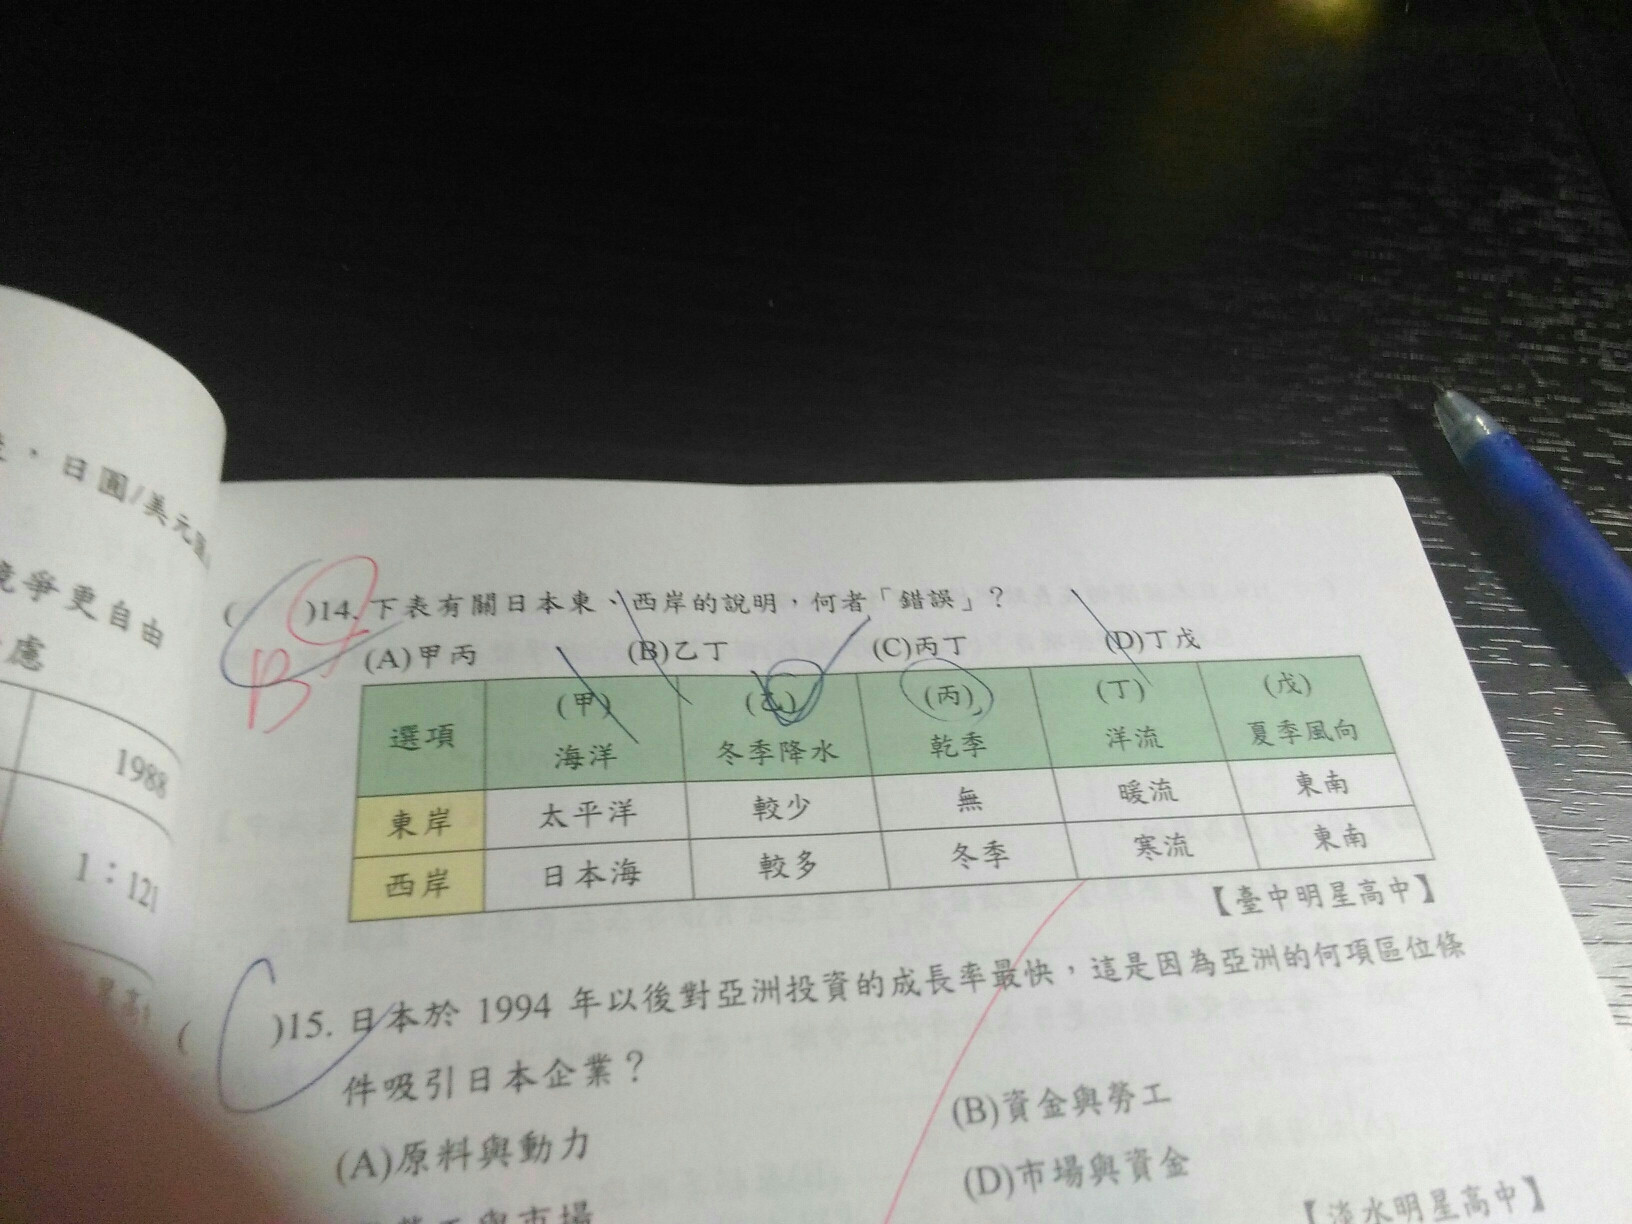 ，日圓/美元
競爭更自由
慮
1988
1：121
( )14. 下表有關日本東、西岸的說明，何者「錯誤」？
B
(A)甲丙 (B)乙丁 (C)丙丁 (D)丁戊
選項 (甲)海洋 (乙)冬季降水 (丙)乾季 (丁)洋流 (戊)夏季風向
東岸 太平洋 較少 無 暖流 東南
西岸 日本海 較多 冬季 寒流 東南
【臺中明星高中】
( )15. 日本於 1994 年以後對亞洲投資的成長率最快，這是因為亞洲的何項區位條
件吸引日本企業？
(A)原料與動力 (B)資金與勞工
與市場 (D)市場與資金
【淡水明星高中】